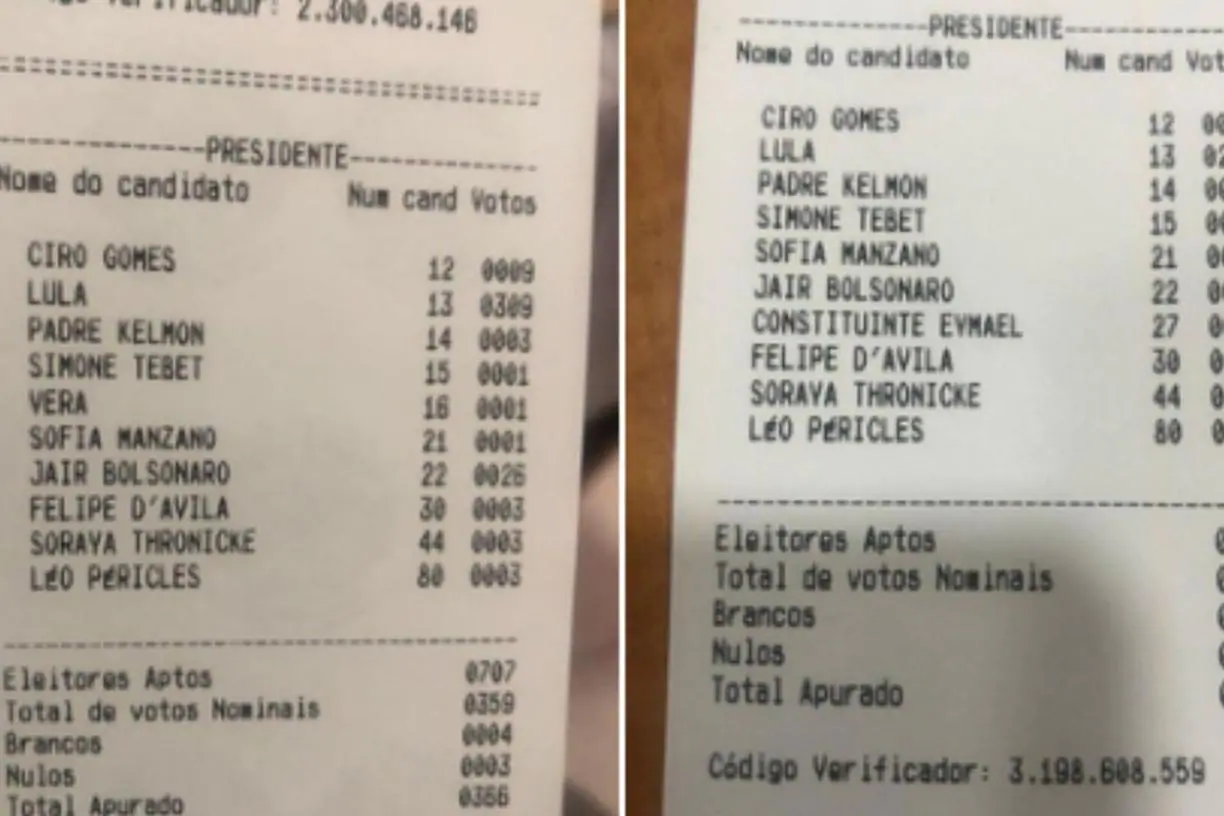 Verificador: 2.300.468.146
PRESIDENTE
Nome do candidato Num cand Votos
CIRO GOMES 12 0009
LULA 13 0309
PADRE KELMON 14 0003
SIMONE TEBET 15 0001
VERA 16 0001
SOFIA MANZANO 21 0001
JAIR BOLSONARO 22 0026
FELIPE D'AVILA 30 0003
SORAYA THRONICKE 44 0003
LéO PéRICLES 80 0003
Eleitores Aptos 0707
Total de votos Nominais 0359
Brancos 0004
Nulos 0003
Total Apurado 0366
PRESIDENTE
Nome do candidato Num cand Vot
CIRO GOMES 12
LULA 13
PADRE KELMON 14
SIMONE TEBET 15
SOFIA MANZANO 21
JAIR BOLSONARO 22
CONSTITUINTE EYMAEL 27
FELIPE D'AVILA 30
SORAYA THRONICKE 44
LéO PéRICLES 80
Eleitores Aptos
Total de votos Nominais
Brancos
Nulos
Total Apurado
Código Verificador: 3.198.608.559